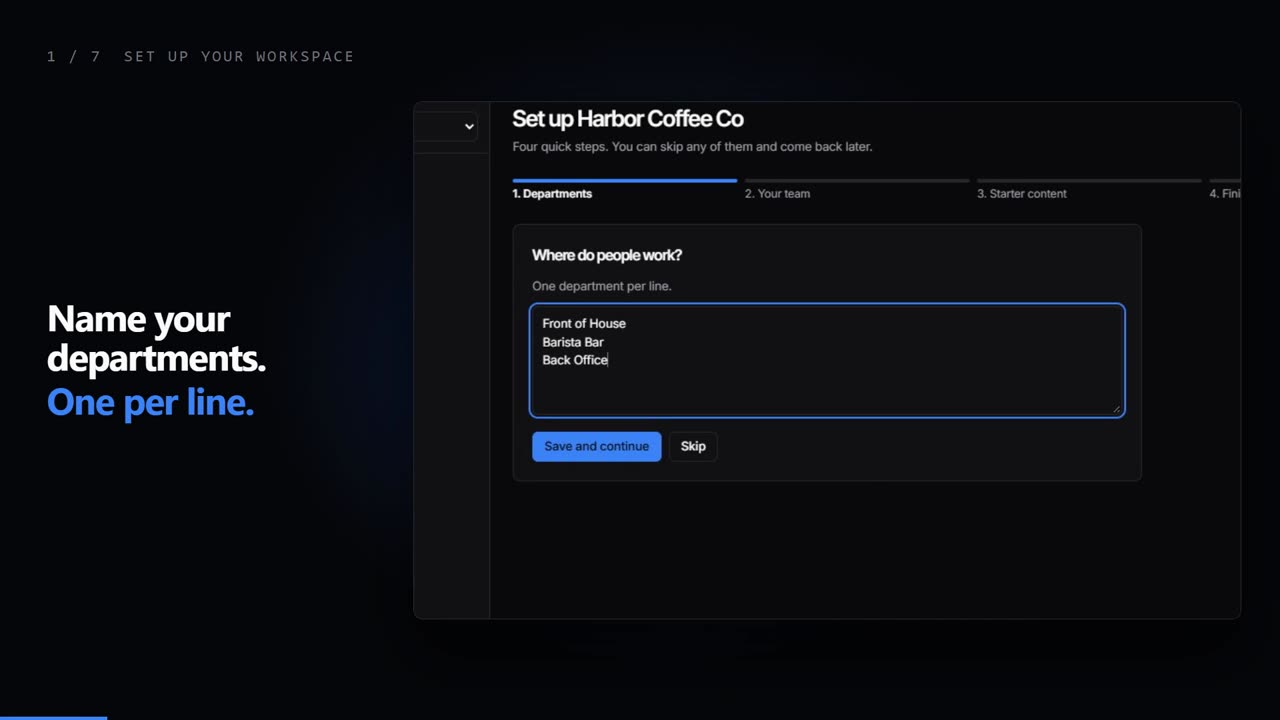 1 / 7 SET UP YOUR WORKSPACE
Name your
departments.
One per line.
Set up Harbor Coffee Co
Four quick steps. You can skip any of them and come back later.
1. Departments
2. Your team
3. Starter content
4. Fini
Where do people work?
One department per line.
Front of House
Barista Bar
Back Office
Save and continue
Skip